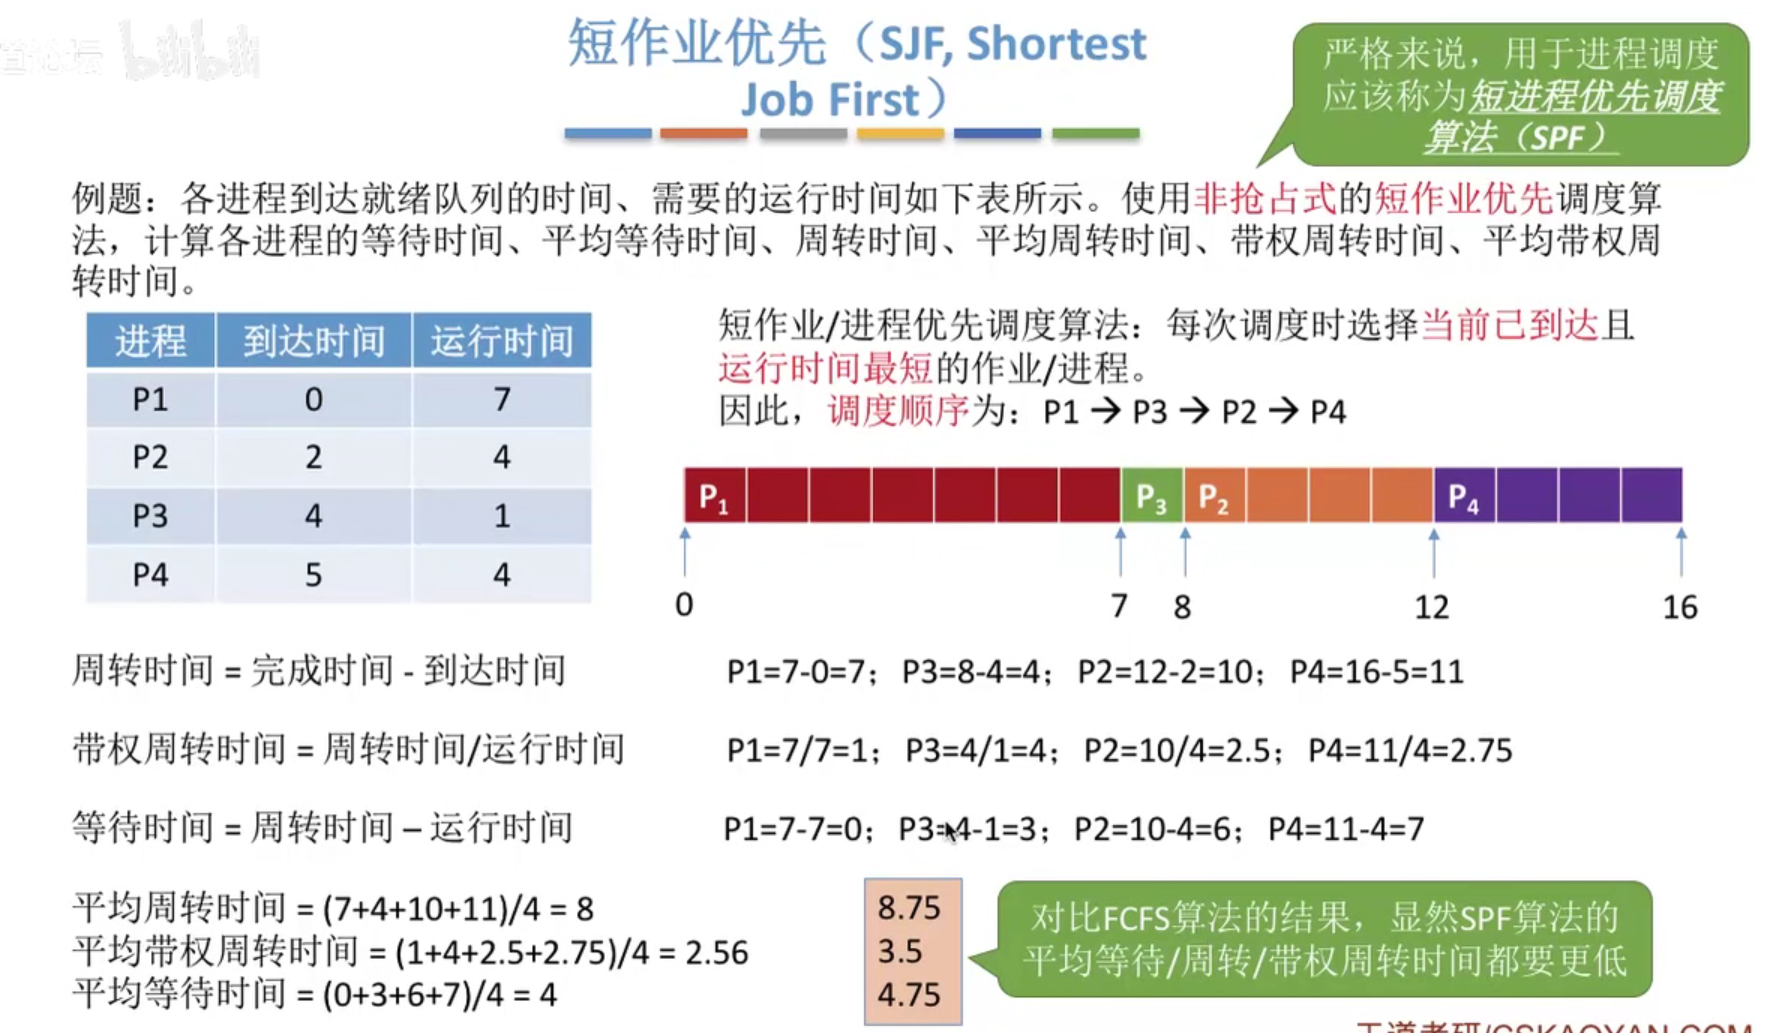 短作业优先（SJF, Shortest
Job First）
严格来说，用于进程调度
应该称为短进程优先调度
算法（SPF）
例题：各进程到达就绪队列的时间、需要的运行时间如下表所示。使用非抢占式的短作业优先调度算
法，计算各进程的等待时间、平均等待时间、周转时间、平均周转时间、带权周转时间、平均带权周
转时间。
进程 到达时间 运行时间
P1 0 7
P2 2 4
P3 4 1
P4 5 4
短作业/进程优先调度算法：每次调度时选择当前已到达且
运行时间最短的作业/进程。
因此，调度顺序为：P1 → P3 → P2 → P4
P1 P3 P2 P4
0 7 8 12 16
周转时间 = 完成时间 - 到达时间
P1=7-0=7；P3=8-4=4；P2=12-2=10；P4=16-5=11
带权周转时间 = 周转时间/运行时间
P1=7/7=1；P3=4/1=4；P2=10/4=2.5；P4=11/4=2.75
等待时间 = 周转时间 – 运行时间
P1=7-7=0；P3=4-1=3；P2=10-4=6；P4=11-4=7
平均周转时间 = (7+4+10+11)/4 = 8
平均带权周转时间 = (1+4+2.5+2.75)/4 = 2.56
平均等待时间 = (0+3+6+7)/4 = 4
8.75
3.5
4.75
对比FCFS算法的结果，显然SPF算法的
平均等待/周转/带权周转时间都要更低
王道考研/CSKAOYAN.COM
bilibili